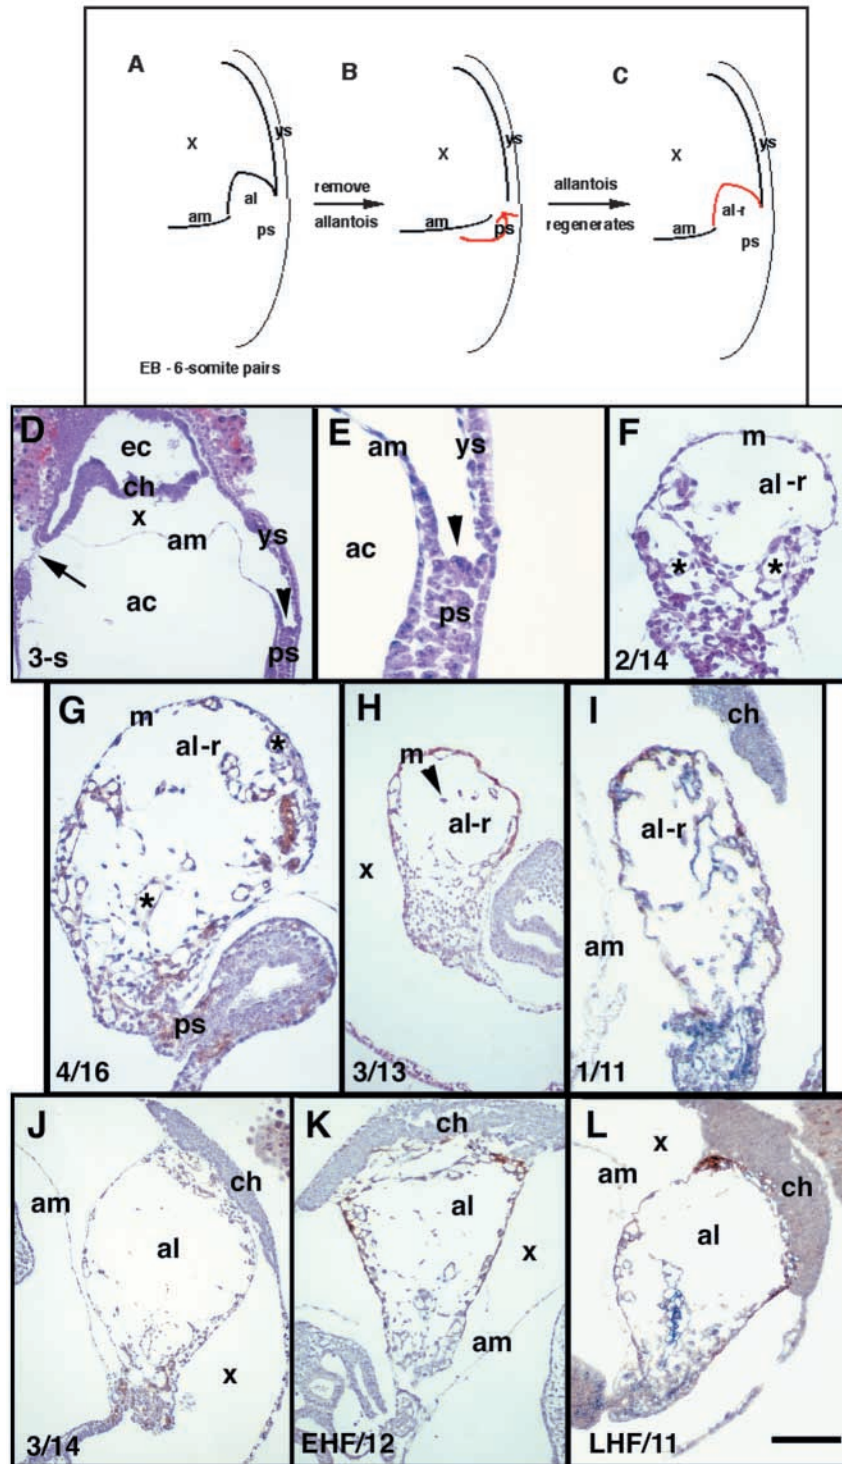 A
B
C
x
ys
al
am
ps
remove
allantois
x
ys
am
ps
allantois
regenerates
x
ys
al-r
am
ps
EB - 6-somite pairs
D
ec
ch
x
am
ys
ac
ps
3-s
E
am
ys
ac
ps
F
m
al-r
*
*
2/14
G
m
al-r
*
*
ps
4/16
H
m
al-r
x
3/13
I
ch
al-r
am
1/11
J
ch
am
al
x
3/14
K
ch
al
x
am
EHF/12
L
x
am
ch
al
LHF/11